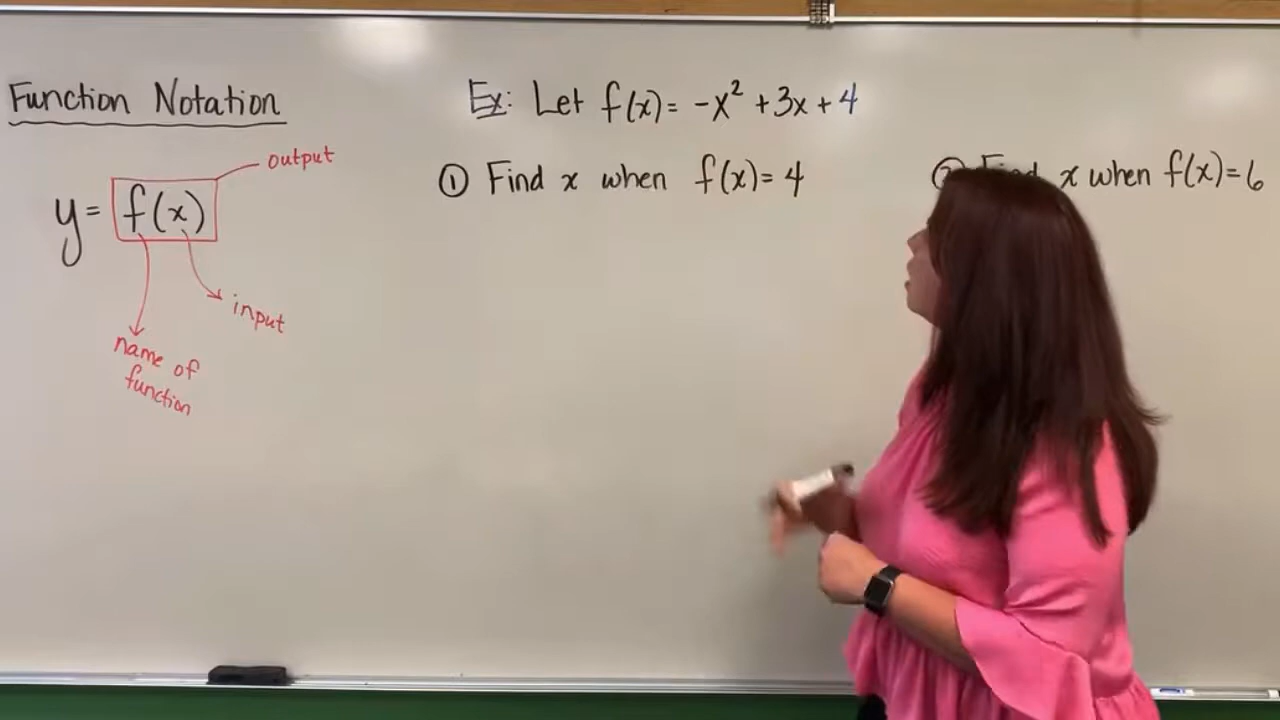 Function Notation
output
y = f(x)
input
name of
function
Ex: Let f(x) = -x² + 3x + 4
① Find x when f(x) = 4
x when f(x) = 6